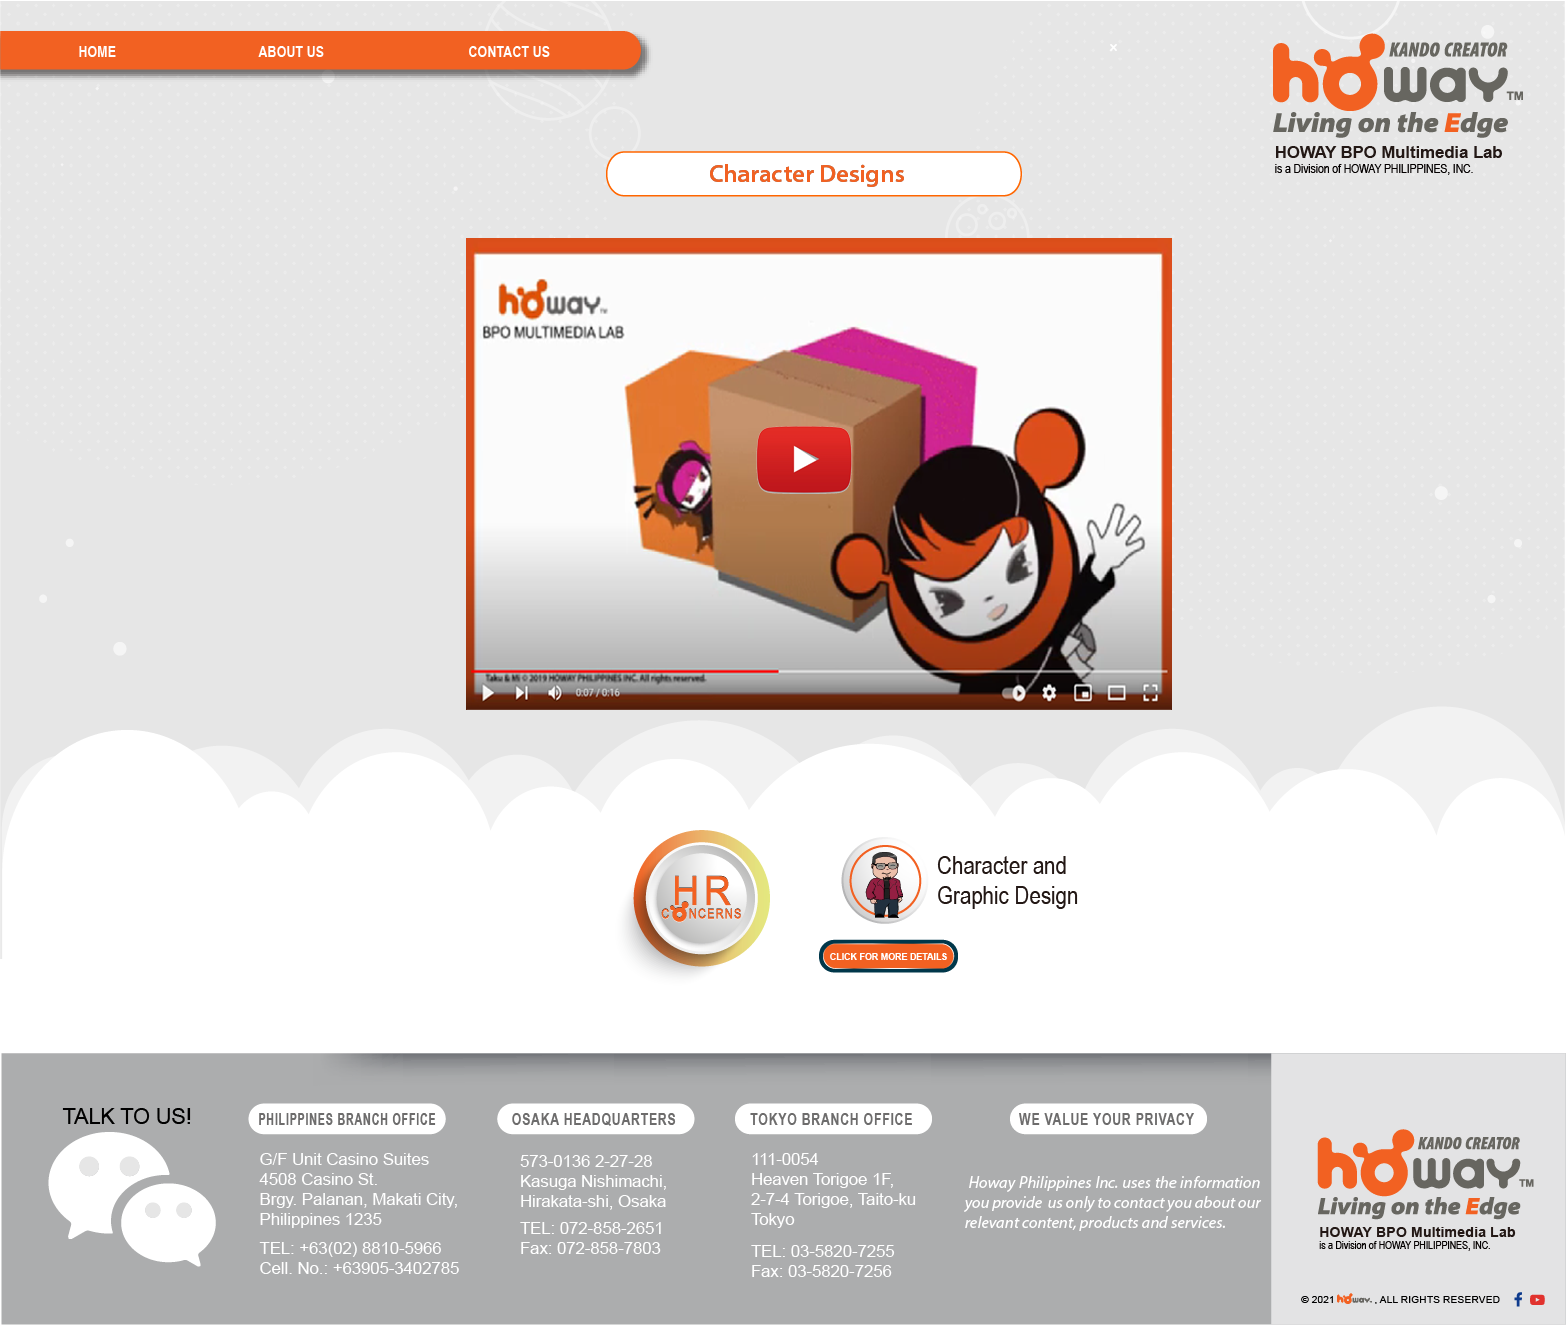 HOME
ABOUT US
CONTACT US
KANDO CREATOR
howay TM
Living on the Edge
HOWAY BPO Multimedia Lab
is a Division of HOWAY PHILIPPINES, INC.
Character Designs
howay TM
BPO MULTIMEDIA LAB
Taku & Mi © 2019 HOWAY PHILIPPINES INC. All rights reserved.
0:07 / 0:16
HR
CONCERNS
Character and
Graphic Design
CLICK FOR MORE DETAILS
TALK TO US!
PHILIPPINES BRANCH OFFICE
G/F Unit Casino Suites
4508 Casino St.
Brgy. Palanan, Makati City,
Philippines 1235
TEL: +63(02) 8810-5966
Cell. No.: +63905-3402785
OSAKA HEADQUARTERS
573-0136 2-27-28
Kasuga Nishimachi,
Hirakata-shi, Osaka
TEL: 072-858-2651
Fax: 072-858-7803
TOKYO BRANCH OFFICE
111-0054
Heaven Torigoe 1F,
2-7-4 Torigoe, Taito-ku
Tokyo
TEL: 03-5820-7255
Fax: 03-5820-7256
WE VALUE YOUR PRIVACY
Howay Philippines Inc. uses the information
you provide us only to contact you about our
relevant content, products and services.
KANDO CREATOR
howay TM
Living on the Edge
HOWAY BPO Multimedia Lab
is a Division of HOWAY PHILIPPINES, INC.
© 2021 howay. , ALL RIGHTS RESERVED